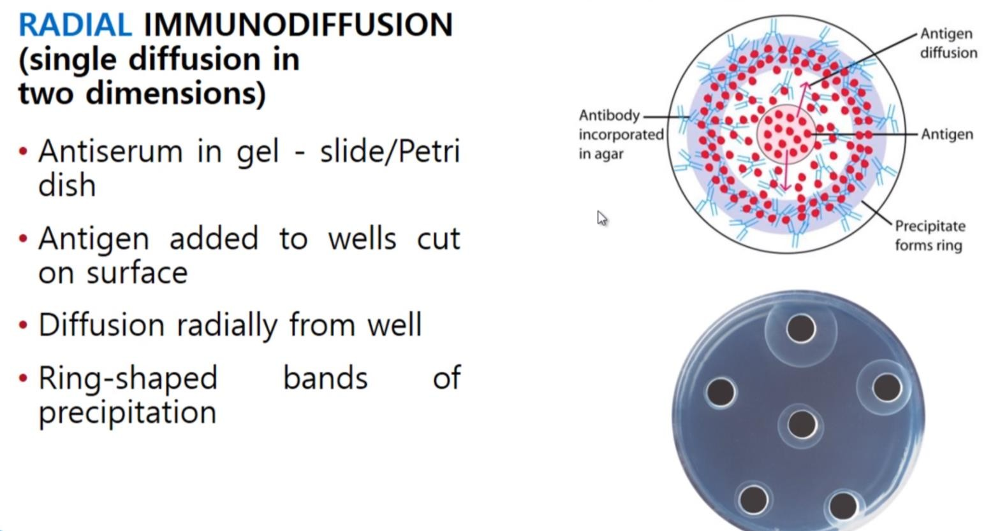 RADIAL IMMUNODIFFUSION
(single diffusion in
two dimensions)
• Antiserum in gel - slide/Petri
dish
• Antigen added to wells cut
on surface
• Diffusion radially from well
• Ring-shaped bands of
precipitation
Antigen
diffusion
Antibody
incorporated
in agar
Antigen
Precipitate
forms ring